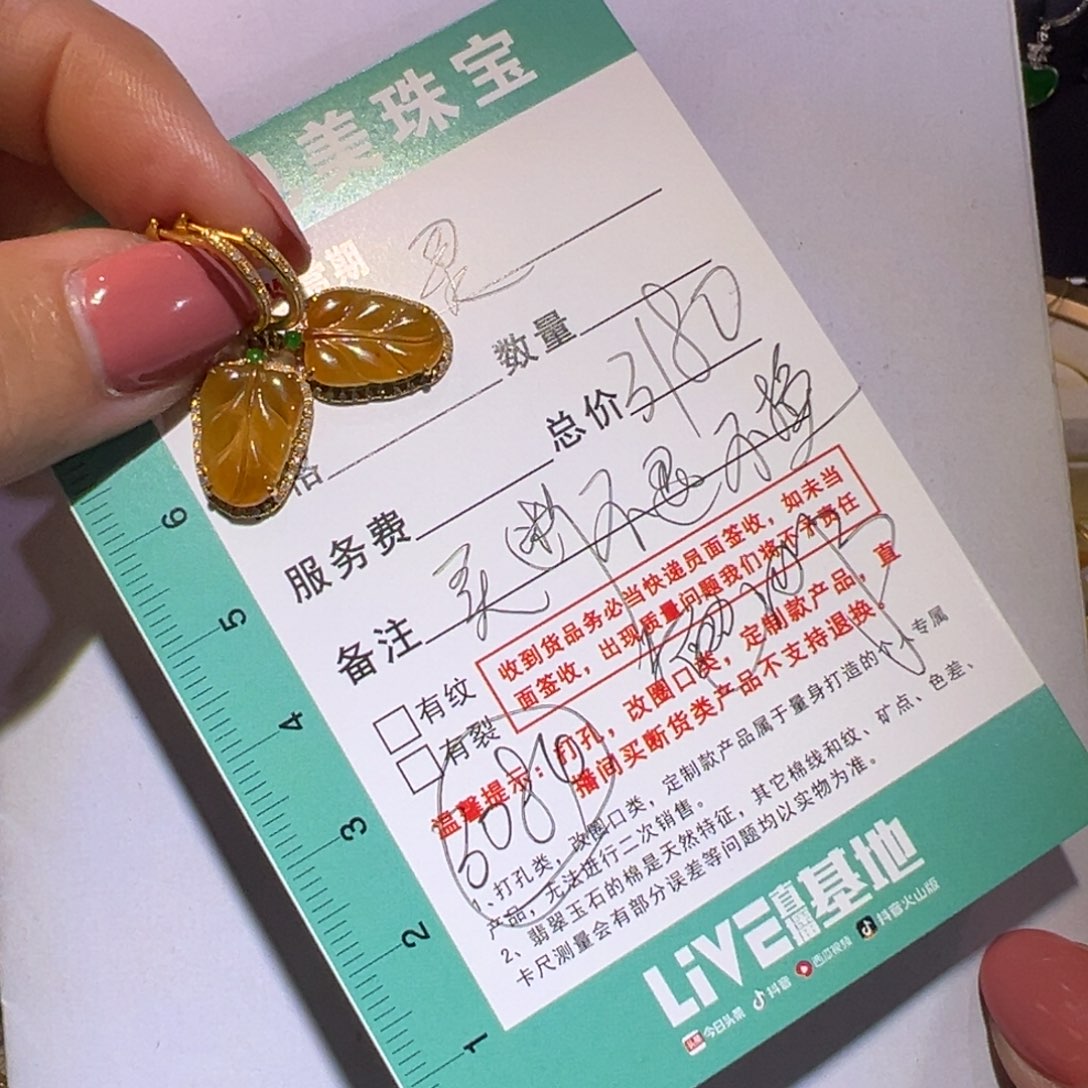 美珠宝
期 灵
数量
格
总价 3180
服务费
备注 灵
收到货品务必当快递员面签收，如未当
面签收，出现质量问题我们将不承责任
□有纹
□有裂
温馨提示：打孔，改圈口类，定制款产品，直
播间买断货类产品不支持退换。
1、打孔类，改圈口类，定制款产品属于量身打造的个人专属
产品，无法进行二次销售。
2、翡翠玉石的棉是天然特征，其它棉线和纹、矿点、色差、
卡尺测量会有部分误差等问题均以实物为准。
LiVE直播基地
头条 今日头条 抖音 西瓜视频 抖音火山版
6
5
4
3
2
1